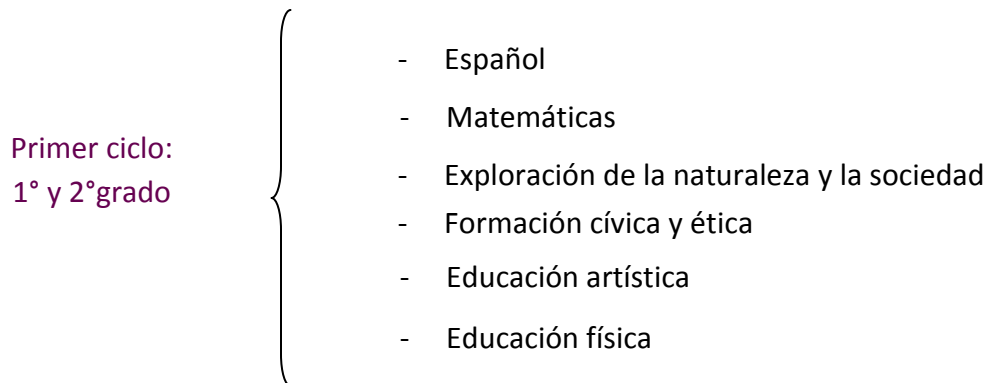 Primer ciclo:
1° y 2°grado
- Español
- Matemáticas
- Exploración de la naturaleza y la sociedad
- Formación cívica y ética
- Educación artística
- Educación física